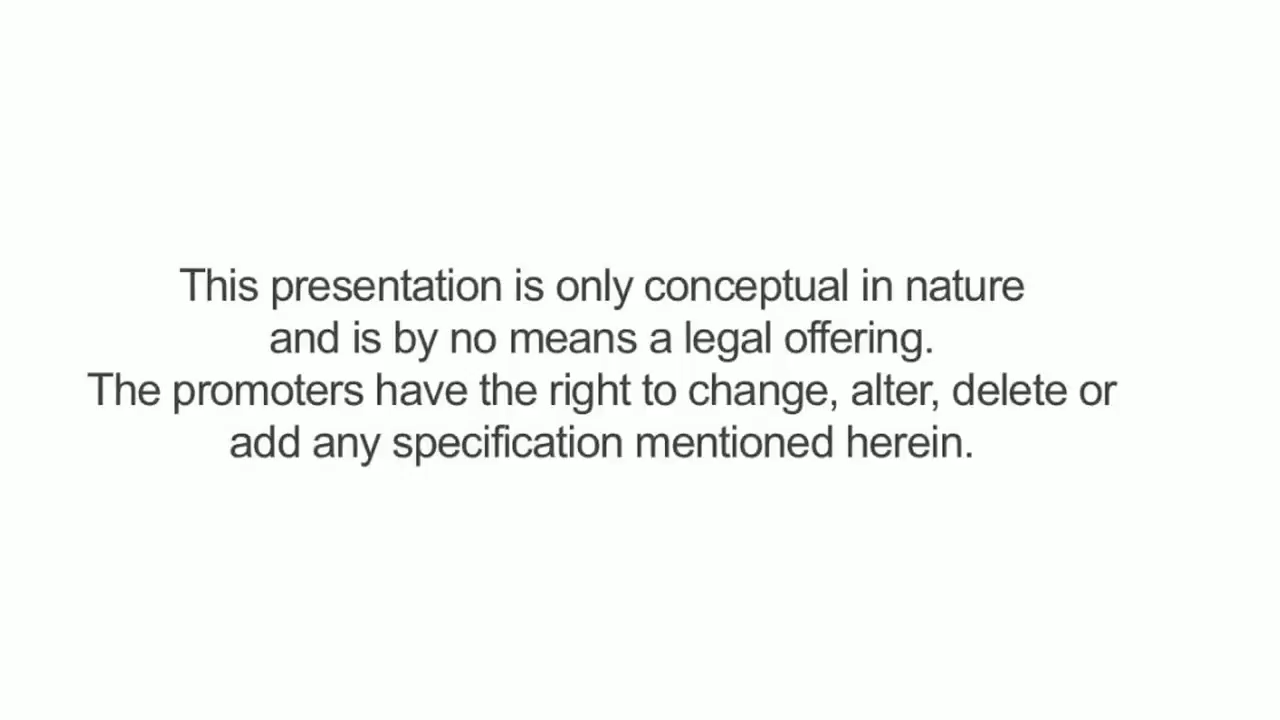 This presentation is only conceptual in nature
and is by no means a legal offering.
The promoters have the right to change, alter, delete or
add any specification mentioned herein.